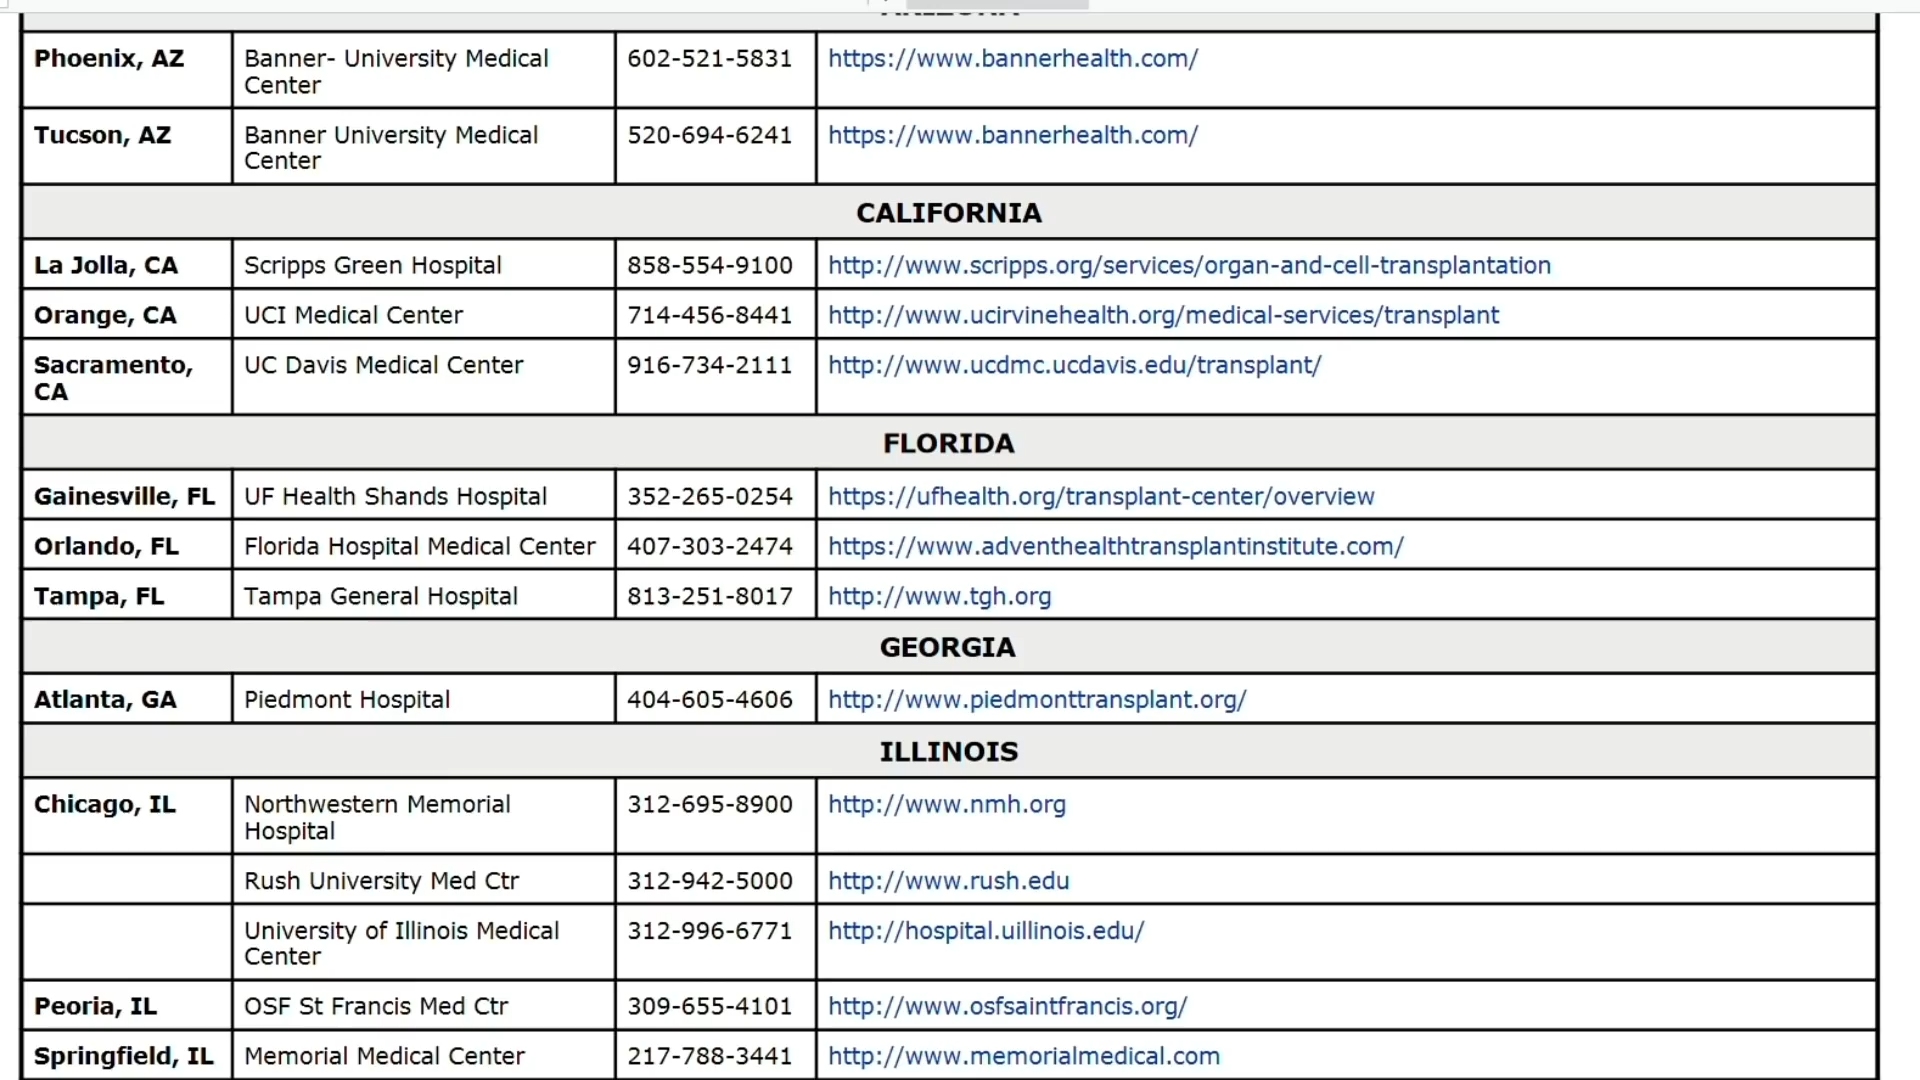 ARIZONA
Phoenix, AZ Banner- University Medical Center 602-521-5831 https://www.bannerhealth.com/
Tucson, AZ Banner University Medical Center 520-694-6241 https://www.bannerhealth.com/
CALIFORNIA
La Jolla, CA Scripps Green Hospital 858-554-9100 http://www.scripps.org/services/organ-and-cell-transplantation
Orange, CA UCI Medical Center 714-456-8441 http://www.ucirvinehealth.org/medical-services/transplant
Sacramento, CA UC Davis Medical Center 916-734-2111 http://www.ucdmc.ucdavis.edu/transplant/
FLORIDA
Gainesville, FL UF Health Shands Hospital 352-265-0254 https://ufhealth.org/transplant-center/overview
Orlando, FL Florida Hospital Medical Center 407-303-2474 https://www.adventhealthtransplantinstitute.com/
Tampa, FL Tampa General Hospital 813-251-8017 http://www.tgh.org
GEORGIA
Atlanta, GA Piedmont Hospital 404-605-4606 http://www.piedmonttransplant.org/
ILLINOIS
Chicago, IL Northwestern Memorial Hospital 312-695-8900 http://www.nmh.org
Rush University Med Ctr 312-942-5000 http://www.rush.edu
University of Illinois Medical Center 312-996-6771 http://hospital.uillinois.edu/
Peoria, IL OSF St Francis Med Ctr 309-655-4101 http://www.osfsaintfrancis.org/
Springfield, IL Memorial Medical Center 217-788-3441 http://www.memorialmedical.com